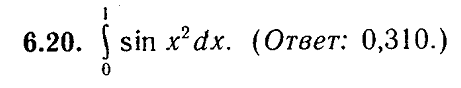 6.20. ∫₀¹ sin x² dx. (Ответ: 0,310.)